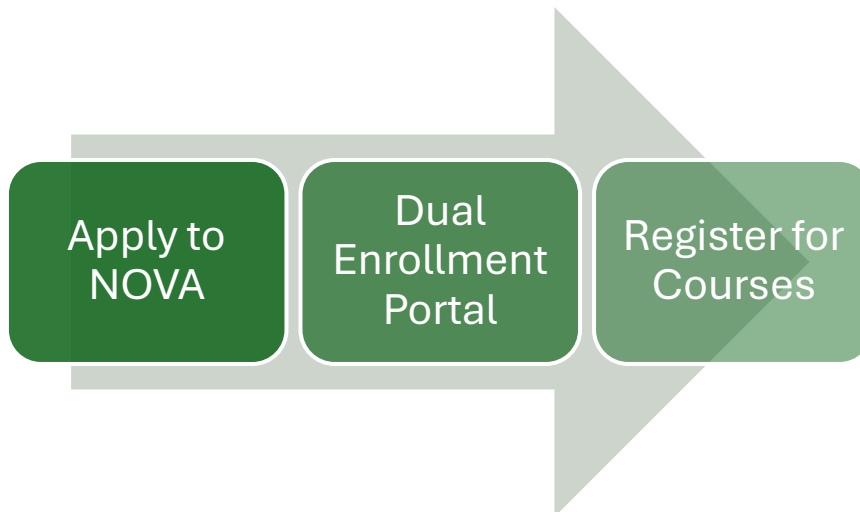 Apply to
NOVA
Dual
Enrollment
Portal
Register for
Courses